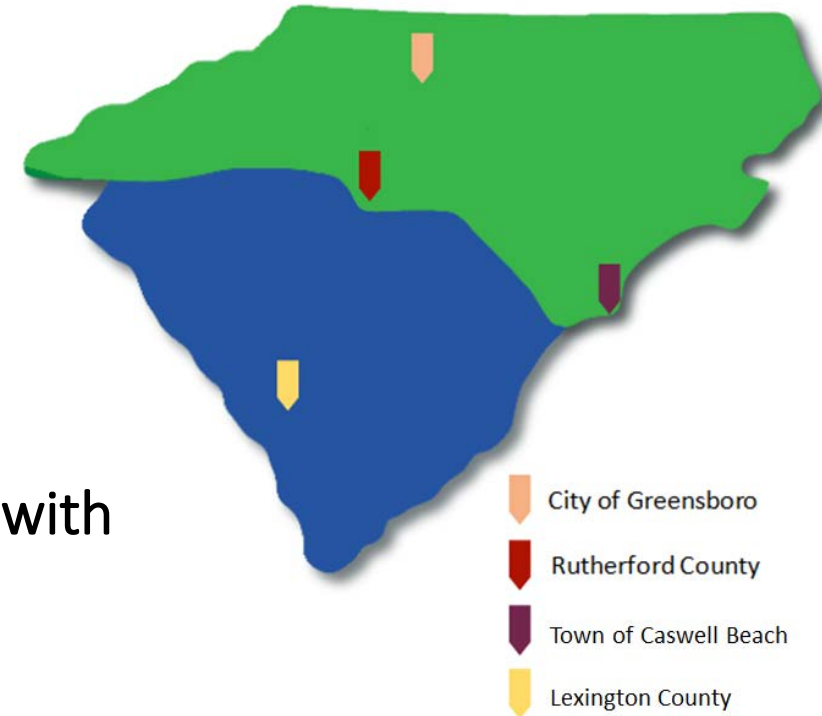 with
City of Greensboro
Rutherford County
Town of Caswell Beach
Lexington County